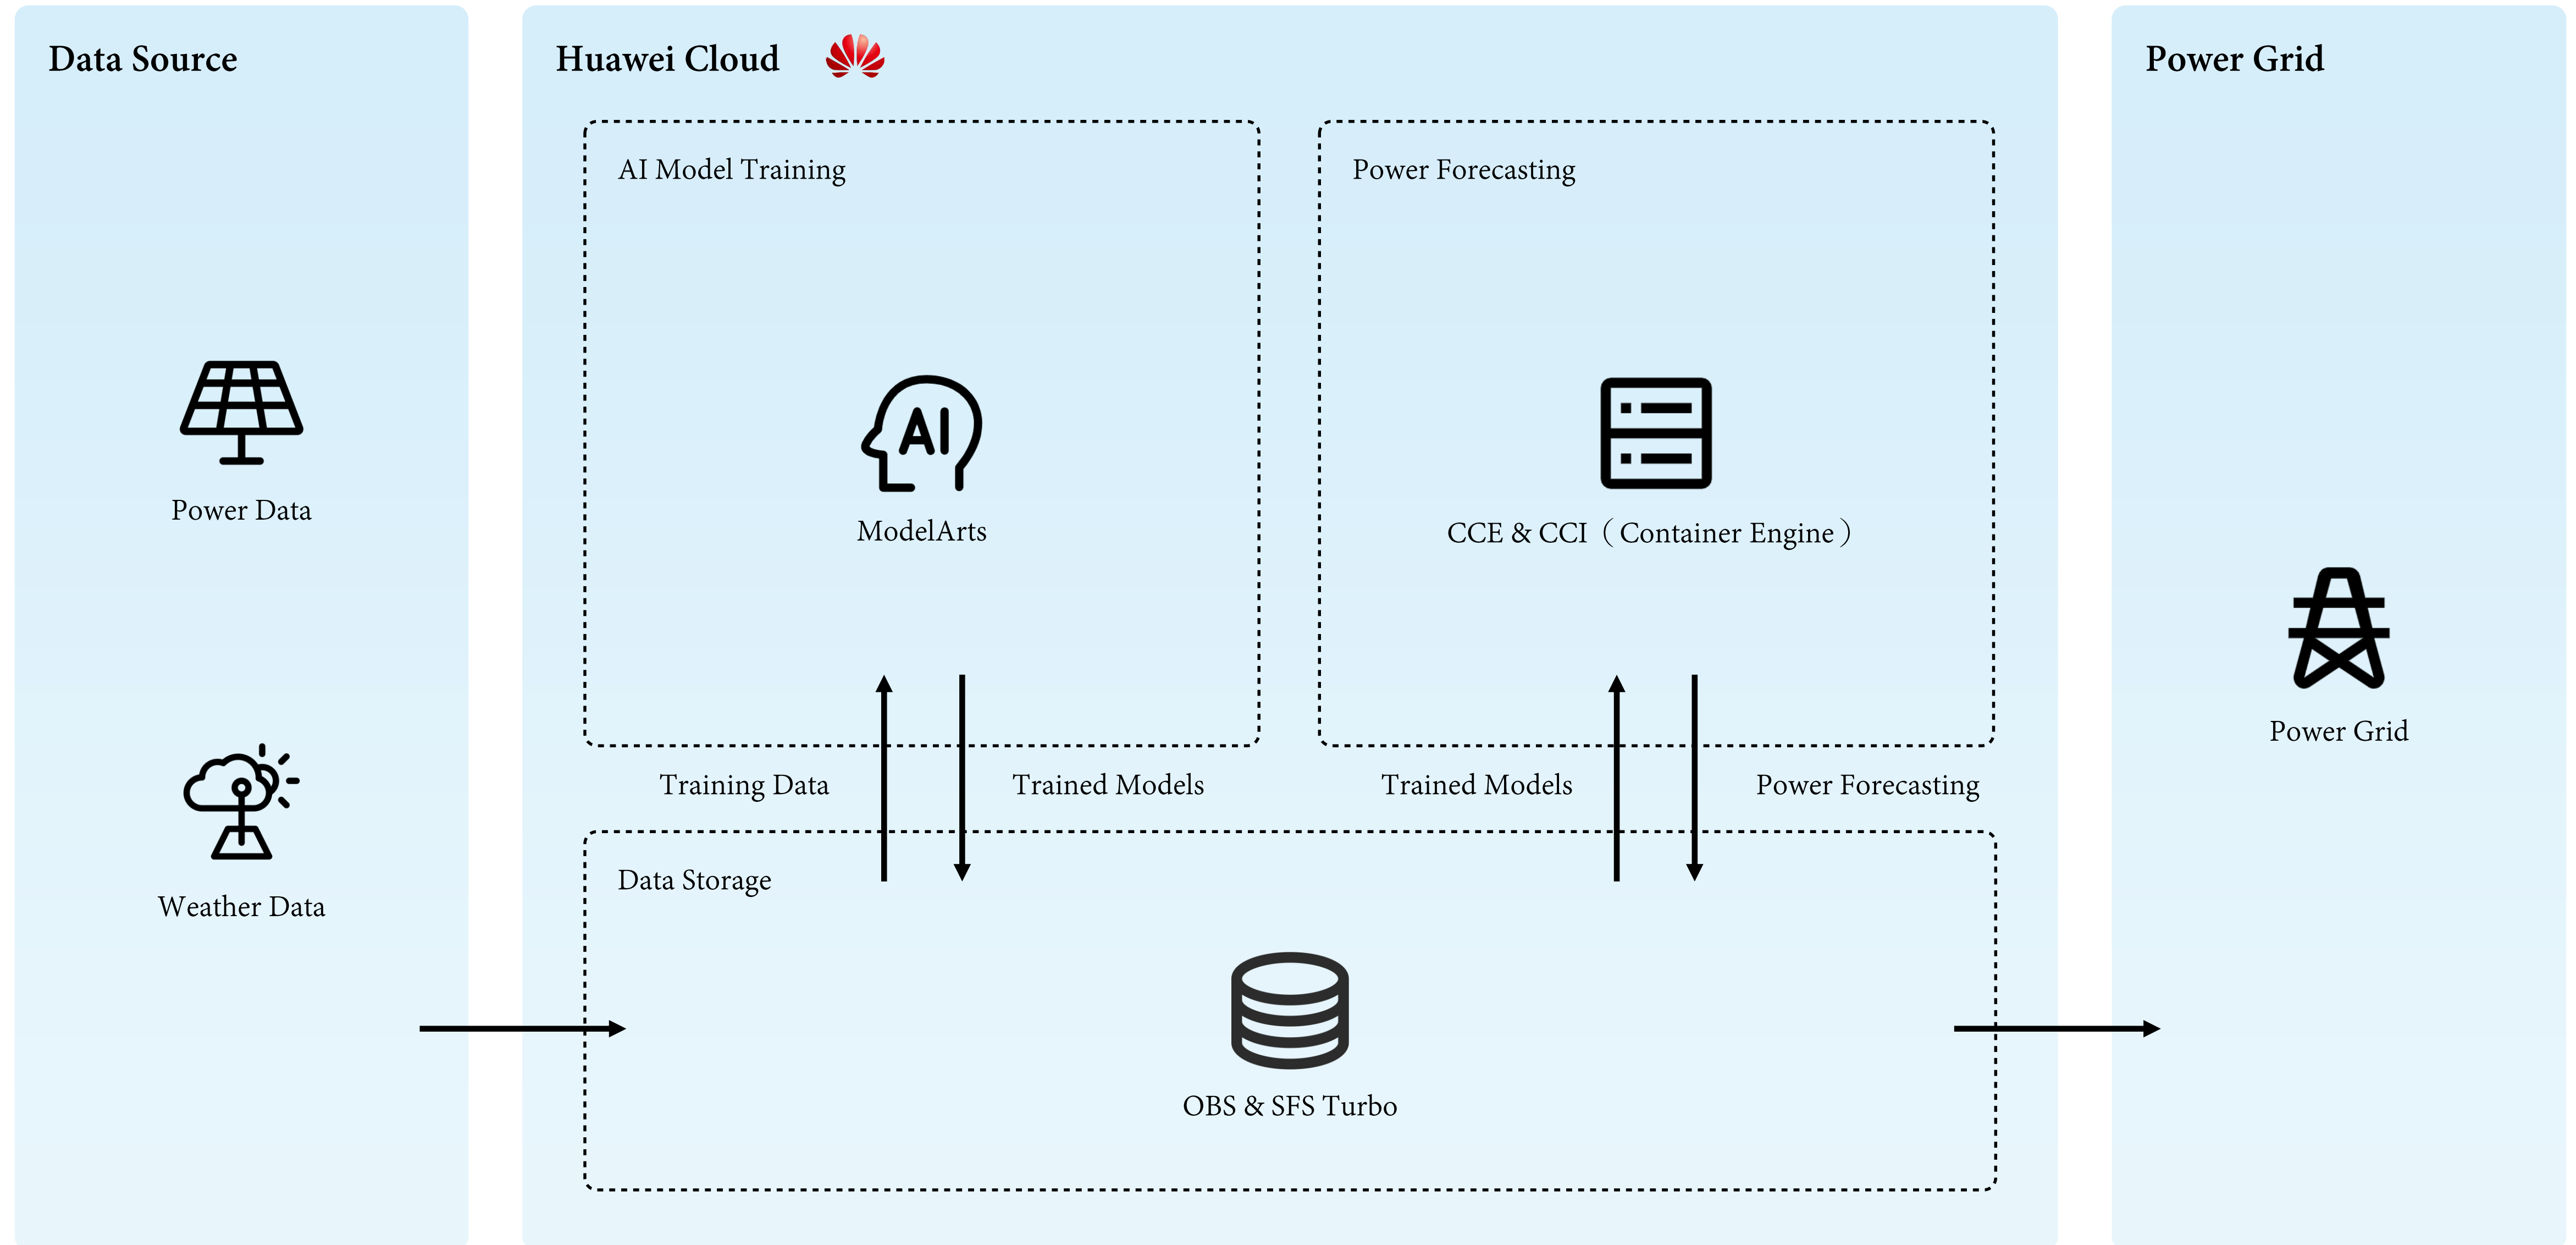 Data Source
Power Data
Weather Data
Huawei Cloud
AI Model Training
AI
ModelArts
Power Forecasting
CCE & CCI（Container Engine）
Training Data
Trained Models
Trained Models
Power Forecasting
Data Storage
OBS & SFS Turbo
Power Grid
Power Grid